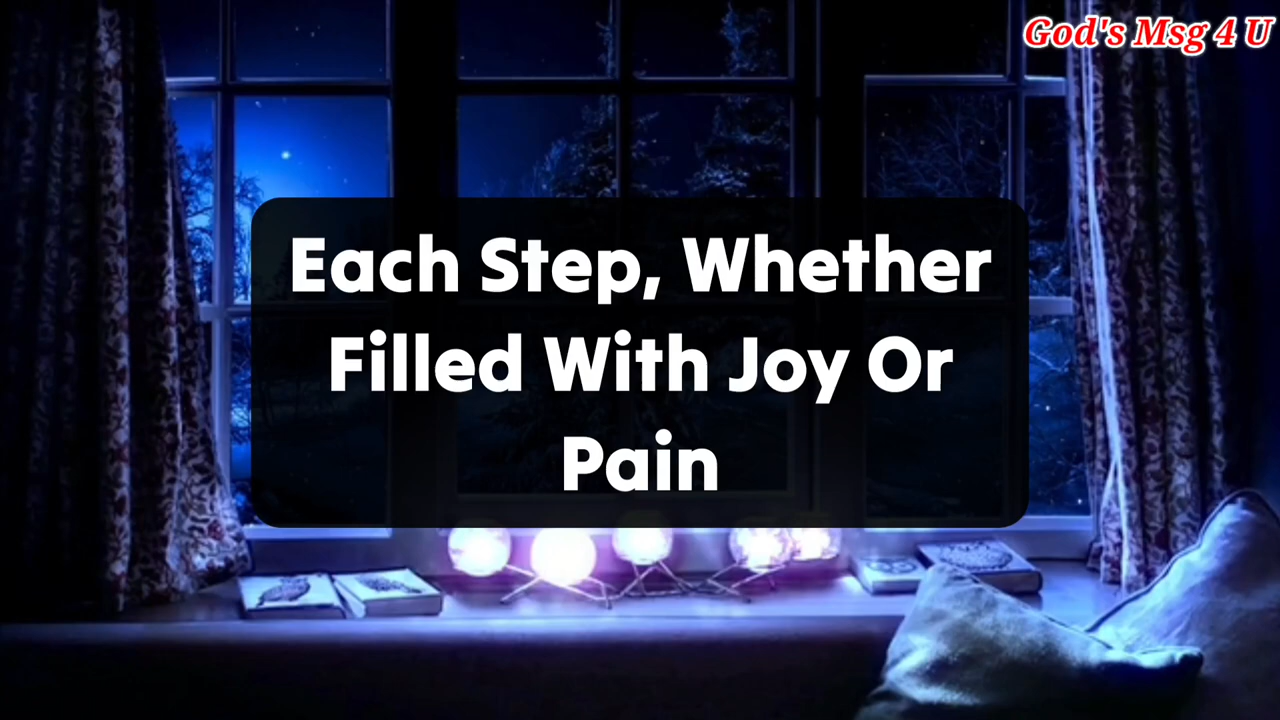 God's Msg 4 U
Each Step, Whether
Filled With Joy Or
Pain